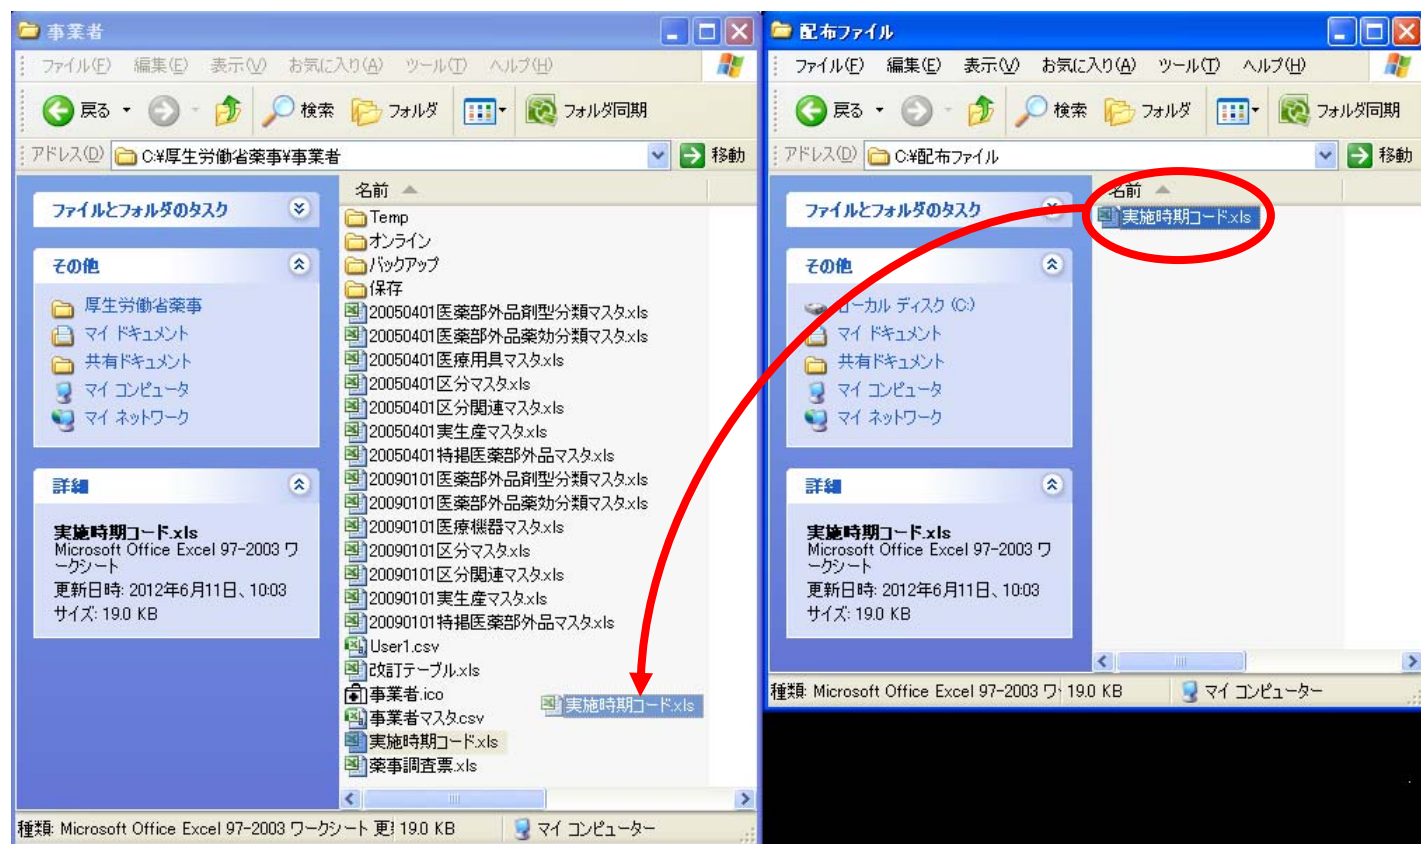 事業者
ファイル(F) 編集(E) 表示(V) お気に入り(A) ツール(T) ヘルプ(H)
戻る 検索 フォルダ フォルダ同期
アドレス(D) C:¥厚生労働省薬事¥事業者 移動
ファイルとフォルダのタスク
その他
厚生労働省薬事
マイ ドキュメント
共有ドキュメント
マイ コンピュータ
マイ ネットワーク
詳細
実施時期コード.xls
Microsoft Office Excel 97-2003 ワ
ークシート
更新日時: 2012年6月11日、10:03
サイズ: 19.0 KB
名前
Temp
オンライン
バックアップ
保存
20050401医薬部外品剤型分類マスタ.xls
20050401医薬部外品薬効分類マスタ.xls
20050401医療用具マスタ.xls
20050401区分マスタ.xls
20050401区分関連マスタ.xls
20050401実生産マスタ.xls
20050401特掲医薬部外品マスタ.xls
20090101医薬部外品剤型分類マスタ.xls
20090101医薬部外品薬効分類マスタ.xls
20090101医療機器マスタ.xls
20090101区分マスタ.xls
20090101区分関連マスタ.xls
20090101実生産マスタ.xls
20090101特掲医薬部外品マスタ.xls
User1.csv
改訂テーブル.xls
事業者.ico
実施時期コード.xls
事業者マスタ.csv
実施時期コード.xls
薬事調査票.xls
種類: Microsoft Office Excel 97-2003 ワークシート 更 19.0 KB マイ コンピューター
配布ファイル
ファイル(F) 編集(E) 表示(V) お気に入り(A) ツール(T) ヘルプ(H)
戻る 検索 フォルダ フォルダ同期
アドレス(D) C:¥配布ファイル 移動
ファイルとフォルダのタスク
その他
ローカル ディスク (C:)
マイ ドキュメント
共有ドキュメント
マイ コンピュータ
マイ ネットワーク
詳細
実施時期コード.xls
Microsoft Office Excel 97-2003 ワ
ークシート
更新日時: 2012年6月11日、10:03
サイズ: 19.0 KB
名前
実施時期コード.xls
種類: Microsoft Office Excel 97-2003 ワ 19.0 KB マイ コンピューター